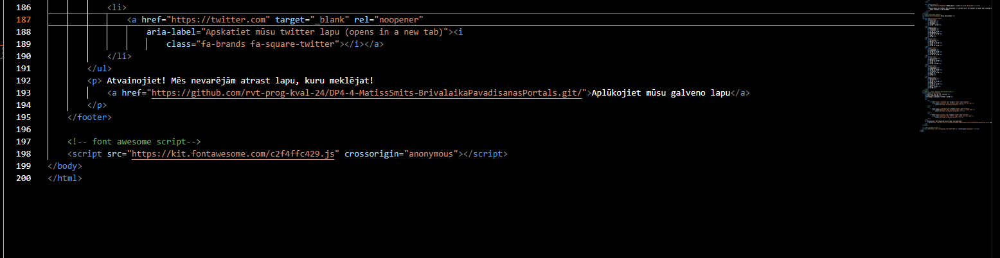 186 <li>
187 <a href="https://twitter.com" target="_blank" rel="noopener"
188 aria-label="Apskatiet mūsu twitter lapu (opens in a new tab)"><i
189 class="fa-brands fa-square-twitter"></i></a>
190 </li>
191 </ul>
192 <p> Atvainojiet! Mēs nevarējām atrast lapu, kuru meklējat!
193 <a href="https://github.com/rvt-prog-kval-24/DP4-4-MatissSmits-BrivalaikaPavadisanasPortals.git/">Aplūkojiet mūsu galveno lapu</a>
194 </p>
195 </footer>
196
197 <!-- font awesome script-->
198 <script src="https://kit.fontawesome.com/c2f4ffc429.js" crossorigin="anonymous"></script>
199 </body>
200 </html>